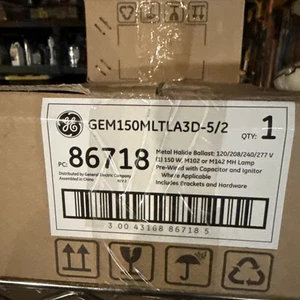 GE
GEM150MLTLA3D-5/2
QTY: 1
PC: 86718
Metal Halide Ballast: 120/208/240/277 V
(1) 150 W, M102 or M142 MH Lamp
Pre-Wired with Capacitor and Ignitor
Where Applicable
Includes Brackets and Hardware
Distributed by General Electric Company
Assembled in China
3 00 43168 86718 5